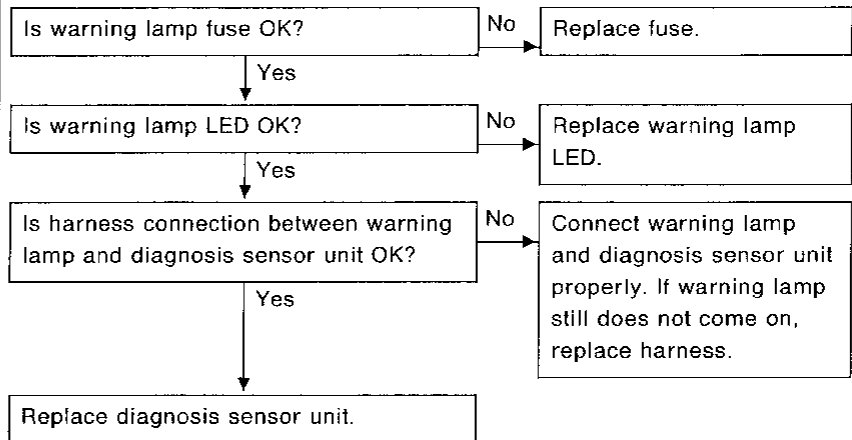 Is warning lamp fuse OK?
No
Replace fuse.
Yes
Is warning lamp LED OK?
No
Replace warning lamp
LED.
Yes
Is harness connection between warning
lamp and diagnosis sensor unit OK?
No
Connect warning lamp
and diagnosis sensor unit
properly. If warning lamp
still does not come on,
replace harness.
Yes
Replace diagnosis sensor unit.